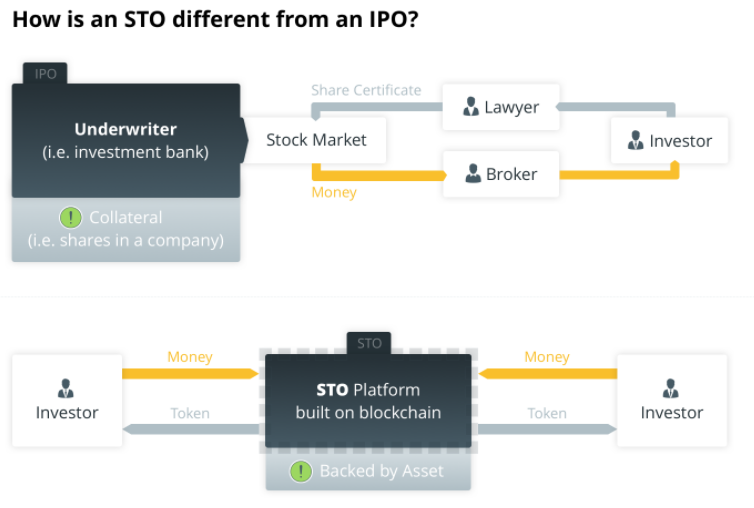 How is an STO different from an IPO?
IPO
Underwriter
(i.e. investment bank)
Collateral
(i.e. shares in a company)
Stock Market
Share Certificate
Lawyer
Investor
Broker
Money
STO
Investor
Money
Token
STO Platform
built on blockchain
Backed by Asset
Money
Token
Investor